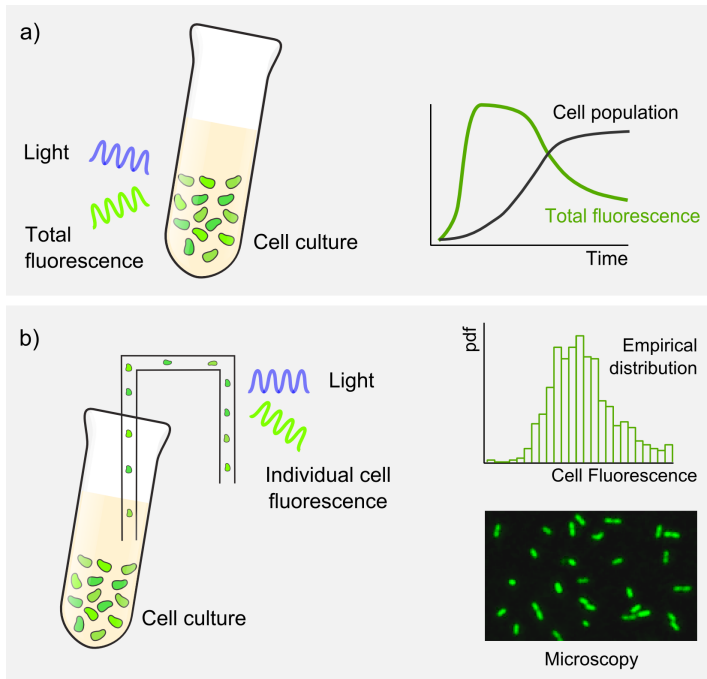 a)
Light
Total
fluorescence
Cell culture
Cell population
Total fluorescence
Time
b)
Light
Individual cell
fluorescence
Cell culture
pdf
Empirical
distribution
Cell Fluorescence
Microscopy